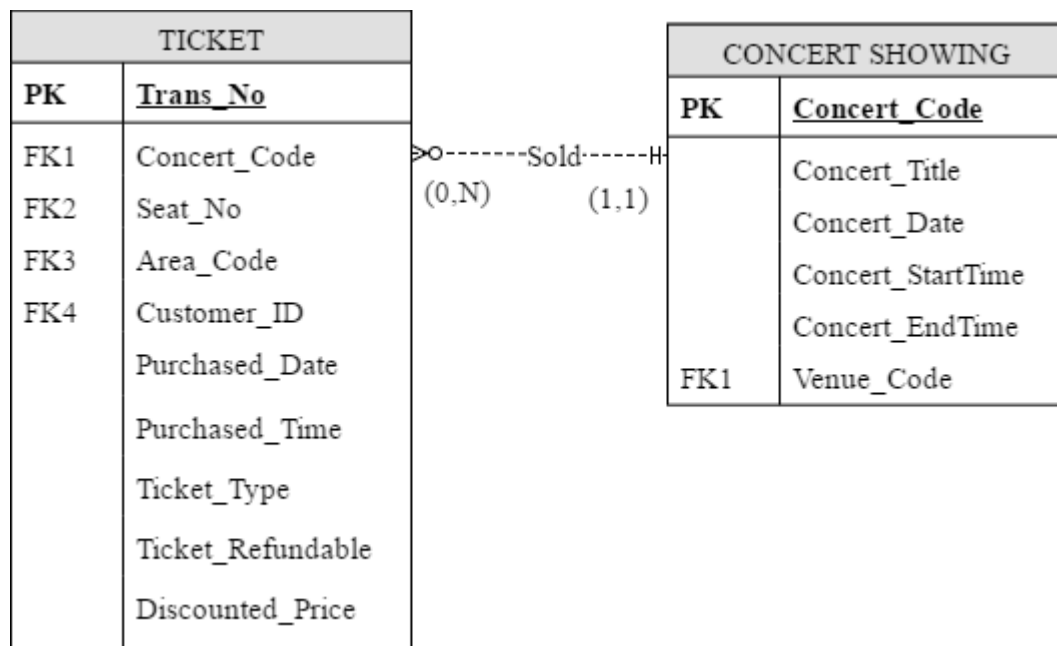 TICKET
PK Trans_No
FK1 Concert_Code
FK2 Seat_No
FK3 Area_Code
FK4 Customer_ID
Purchased_Date
Purchased_Time
Ticket_Type
Ticket_Refundable
Discounted_Price
Sold
(0,N) (1,1)
CONCERT SHOWING
PK Concert_Code
Concert_Title
Concert_Date
Concert_StartTime
Concert_EndTime
FK1 Venue_Code